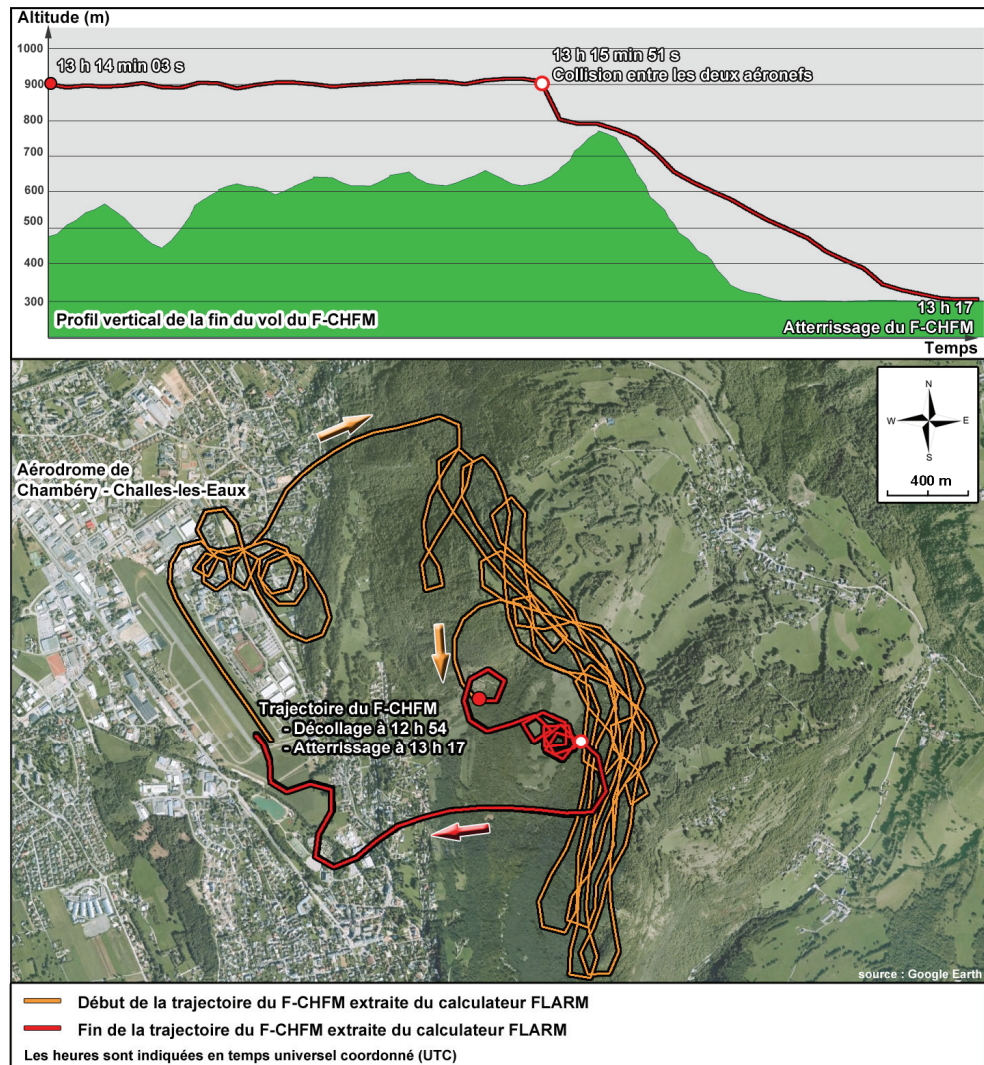 Altitude (m)
1000
13 h 14 min 03 s
13 h 15 min 51 s
Collision entre les deux aéronefs
900
800
700
600
500
400
300
Profil vertical de la fin du vol du F-CHFM
13 h 17
Atterrissage du F-CHFM
Temps
N
W
E
S
400 m
Aérodrome de
Chambéry - Challes-les-Eaux
Trajectoire du F-CHFM
- Décollage à 12 h 54
- Atterrissage à 13 h 17
source : Google Earth
Début de la trajectoire du F-CHFM extraite du calculateur FLARM
Fin de la trajectoire du F-CHFM extraite du calculateur FLARM
Les heures sont indiquées en temps universel coordonné (UTC)